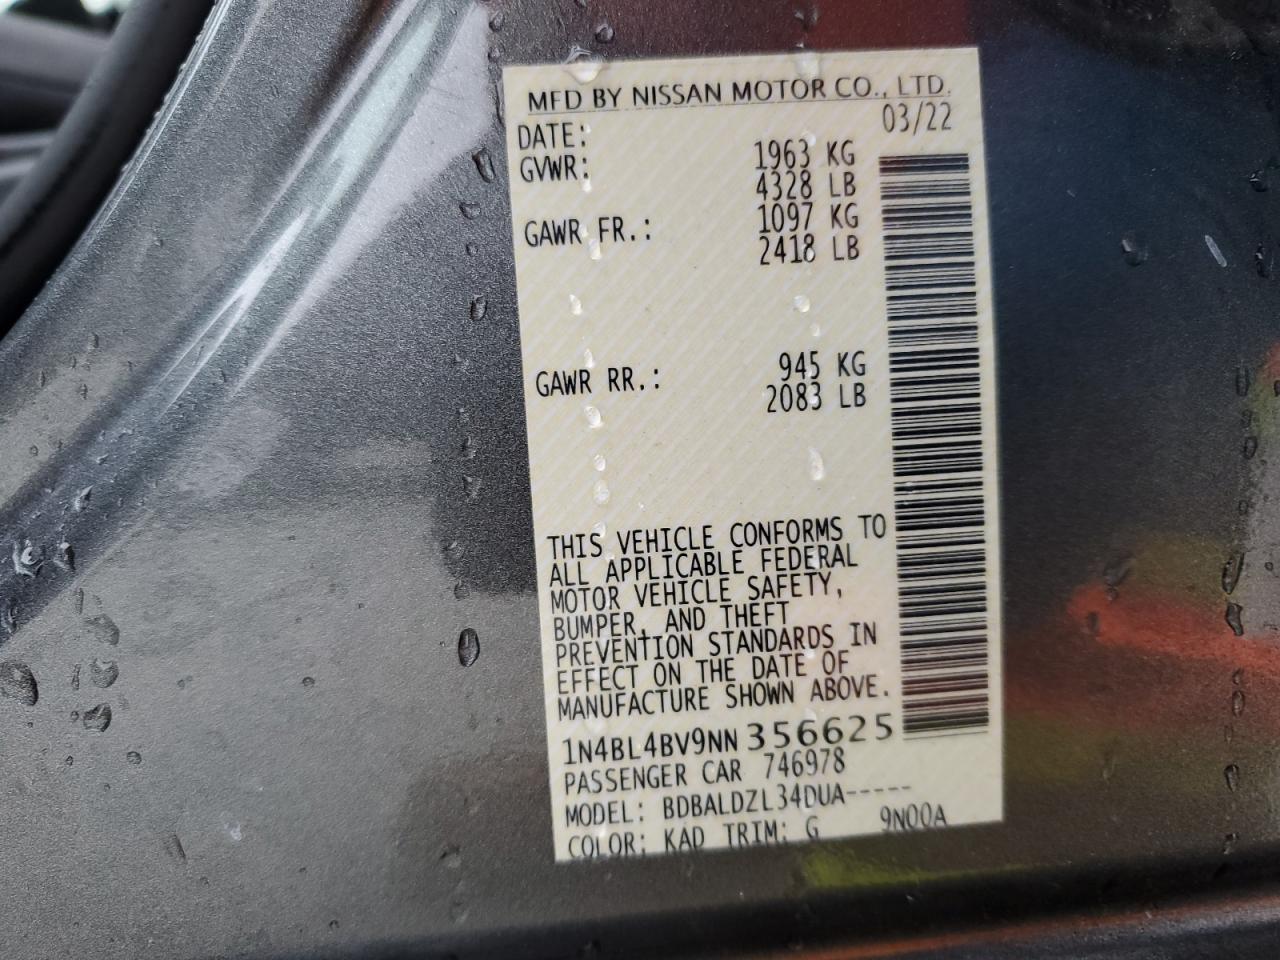 MFD BY NISSAN MOTOR CO., LTD.
DATE: 03/22
GVWR: 1963 KG
4328 LB
GAWR FR.: 1097 KG
2418 LB
GAWR RR.: 945 KG
2083 LB
THIS VEHICLE CONFORMS TO
ALL APPLICABLE FEDERAL
MOTOR VEHICLE SAFETY,
BUMPER, AND THEFT
PREVENTION STANDARDS IN
EFFECT ON THE DATE OF
MANUFACTURE SHOWN ABOVE.
1N4BL4BV9NN356625
PASSENGER CAR 746978
MODEL: BDBALDZL34DUA-----
COLOR: KAD TRIM: G 9N00A